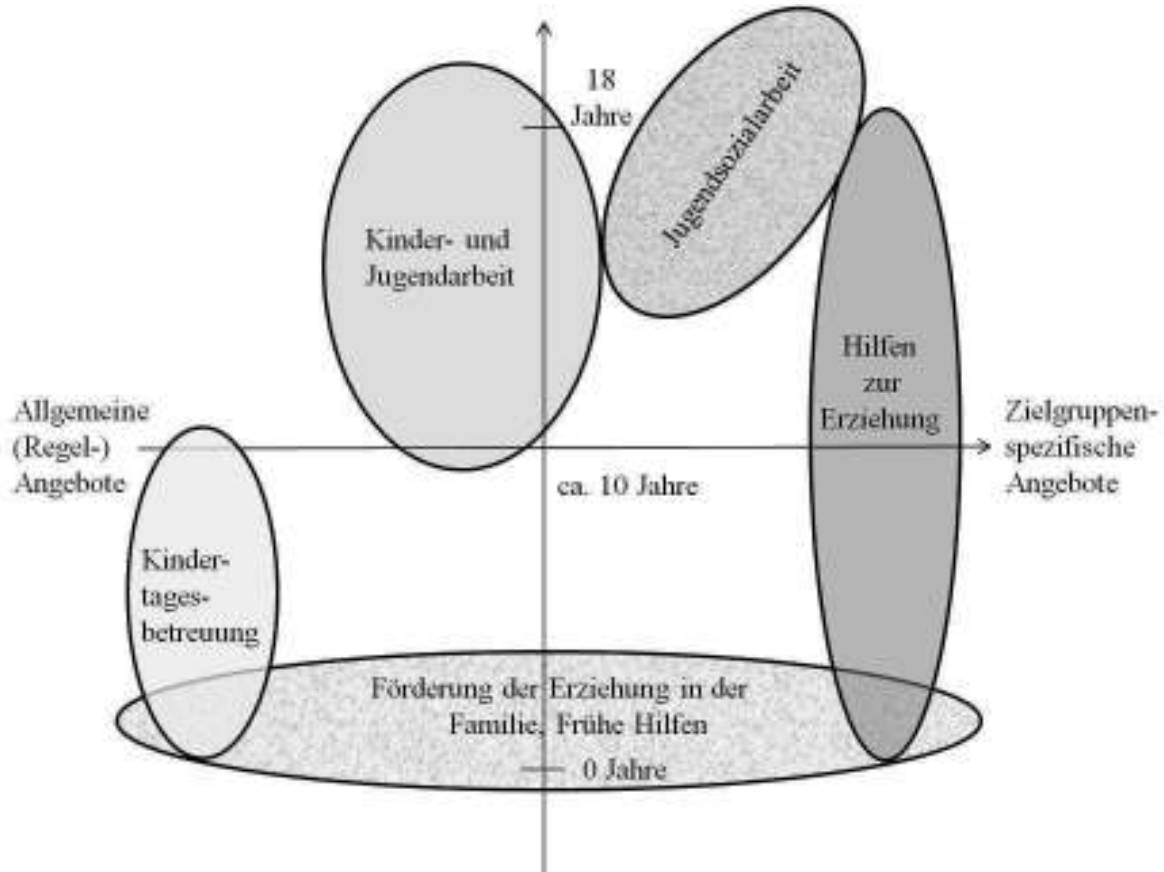 18
Jahre
Jugendsozialarbeit
Kinder- und
Jugendarbeit
Hilfen
zur
Erziehung
Allgemeine
(Regel-)
Angebote
Zielgruppen-
spezifische
Angebote
ca. 10 Jahre
Kinder-
tages-
betreuung
Förderung der Erziehung in der
Familie, Frühe Hilfen
0 Jahre